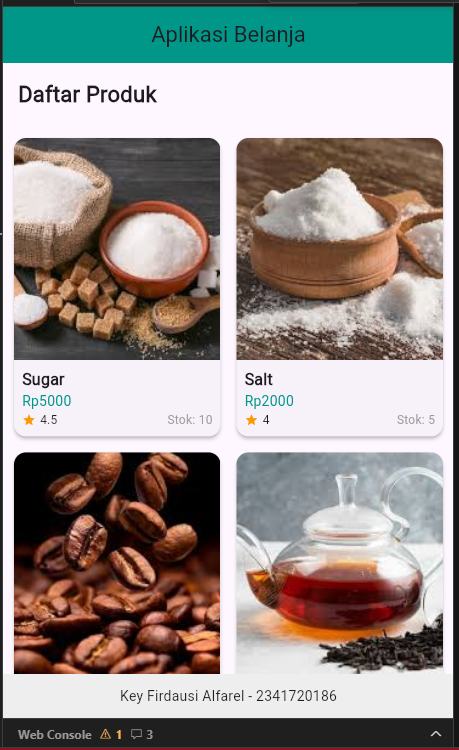 Aplikasi Belanja
Daftar Produk
Sugar
Rp5000
4.5 Stok: 10
Salt
Rp2000
4 Stok: 5
Key Firdausi Alfarel - 2341720186
Web Console 1 3